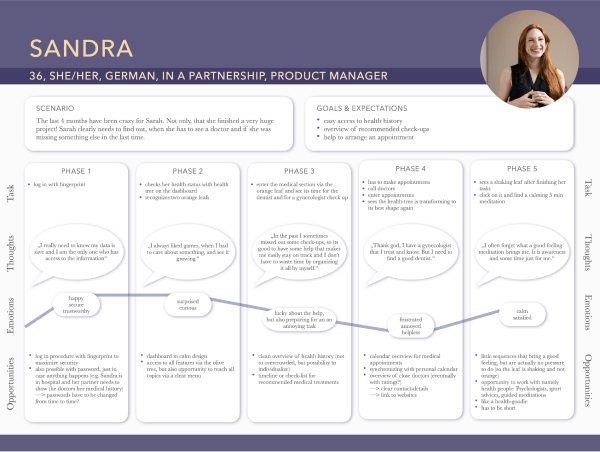 SANDRA
36, SHE/HER, GERMAN, IN A PARTNERSHIP, PRODUCT MANAGER
SCENARIO
The last 4 months have been crazy for Sarah. Not only, that she finished a very huge
project! Sarah clearly needs to find out, when she has to see a doctor and if she was
missing something else in the last time.
GOALS & EXPECTATIONS
• easy access to health history
• overview of recommended check-ups
• help to arrange an appointment
Task
Thoughts
Emotions
Opportunities
PHASE 1
• log in with fingerprint
„I really need to know my data is
save and I am the only one who has
access to the information“
happy
secure
trustworthy
• log in procedure with fingerprint to
maximize security
• also possible with password, just in
case anything happens (e.g. Sandra is
in hospital and her partner needs to
show the doctors her medical history)
—> passwords have to be changed
from time to time?
PHASE 2
• checks her health status with health
tree on the dashboard
• recognizes two orange leafs
„I always liked games, when I had
to care about something, and see it
growing.“
surprised
curious
• dashboard in calm design
• access to all features via the olive
tree, but also opportunity to reach all
topics via a clear menu
PHASE 3
• enter the medical section via the
orange leaf and see its time for the
dentist and for a gynecologist check up
„In the past I sometimes
missed out some check-ups, so its
good to have some help that makes
me easily stay on track and I don't
have to waste time by organizing
it all by myself.“
lucky about the help,
but also preparing for an an
annoying task
• clean overview of health history (not
to overcrowded, but possibility to
individualist)
• timeline or check-list for
recommended medical treatments
PHASE 4
• has to make appointments
• call doctors
• enter appointments
• sees the health tree is transforming to
its best shape again
„Thank god, I have a gynecologist
that I trust and know. But I need to
find a good dentist.“
frustrated
annoyed
helpless
• calendar overview for medical
appointments
• synchronizing with personal calendar
• overview of close doctors (eventually
with ratings?)
—> clear contact-details
—> link to websites
PHASE 5
• sees a shaking leaf after finishing her
tasks
• click on it and find a calming 5 min
meditation
„I often forget what a good feeling
meditation brings me. It is awareness
and some time just for me.“
calm
satisfied
• little sequences that bring a good
feeling, but are actually no pressure
to do (so the leaf is shaking and not
orange)
• opportunity to work with namely
health people: Psychologists, sport
advices, guided meditations
• like a health-goodie
• has to be short
Task
Thoughts
Emotions
Opportunities